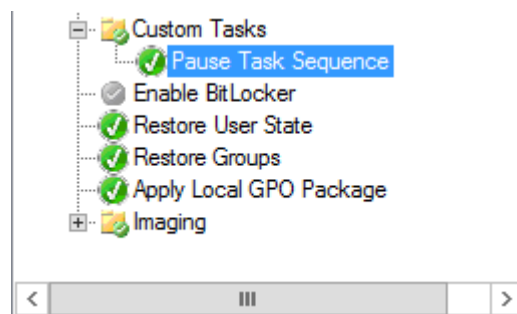 Custom Tasks
Pause Task Sequence
Enable BitLocker
Restore User State
Restore Groups
Apply Local GPO Package
Imaging